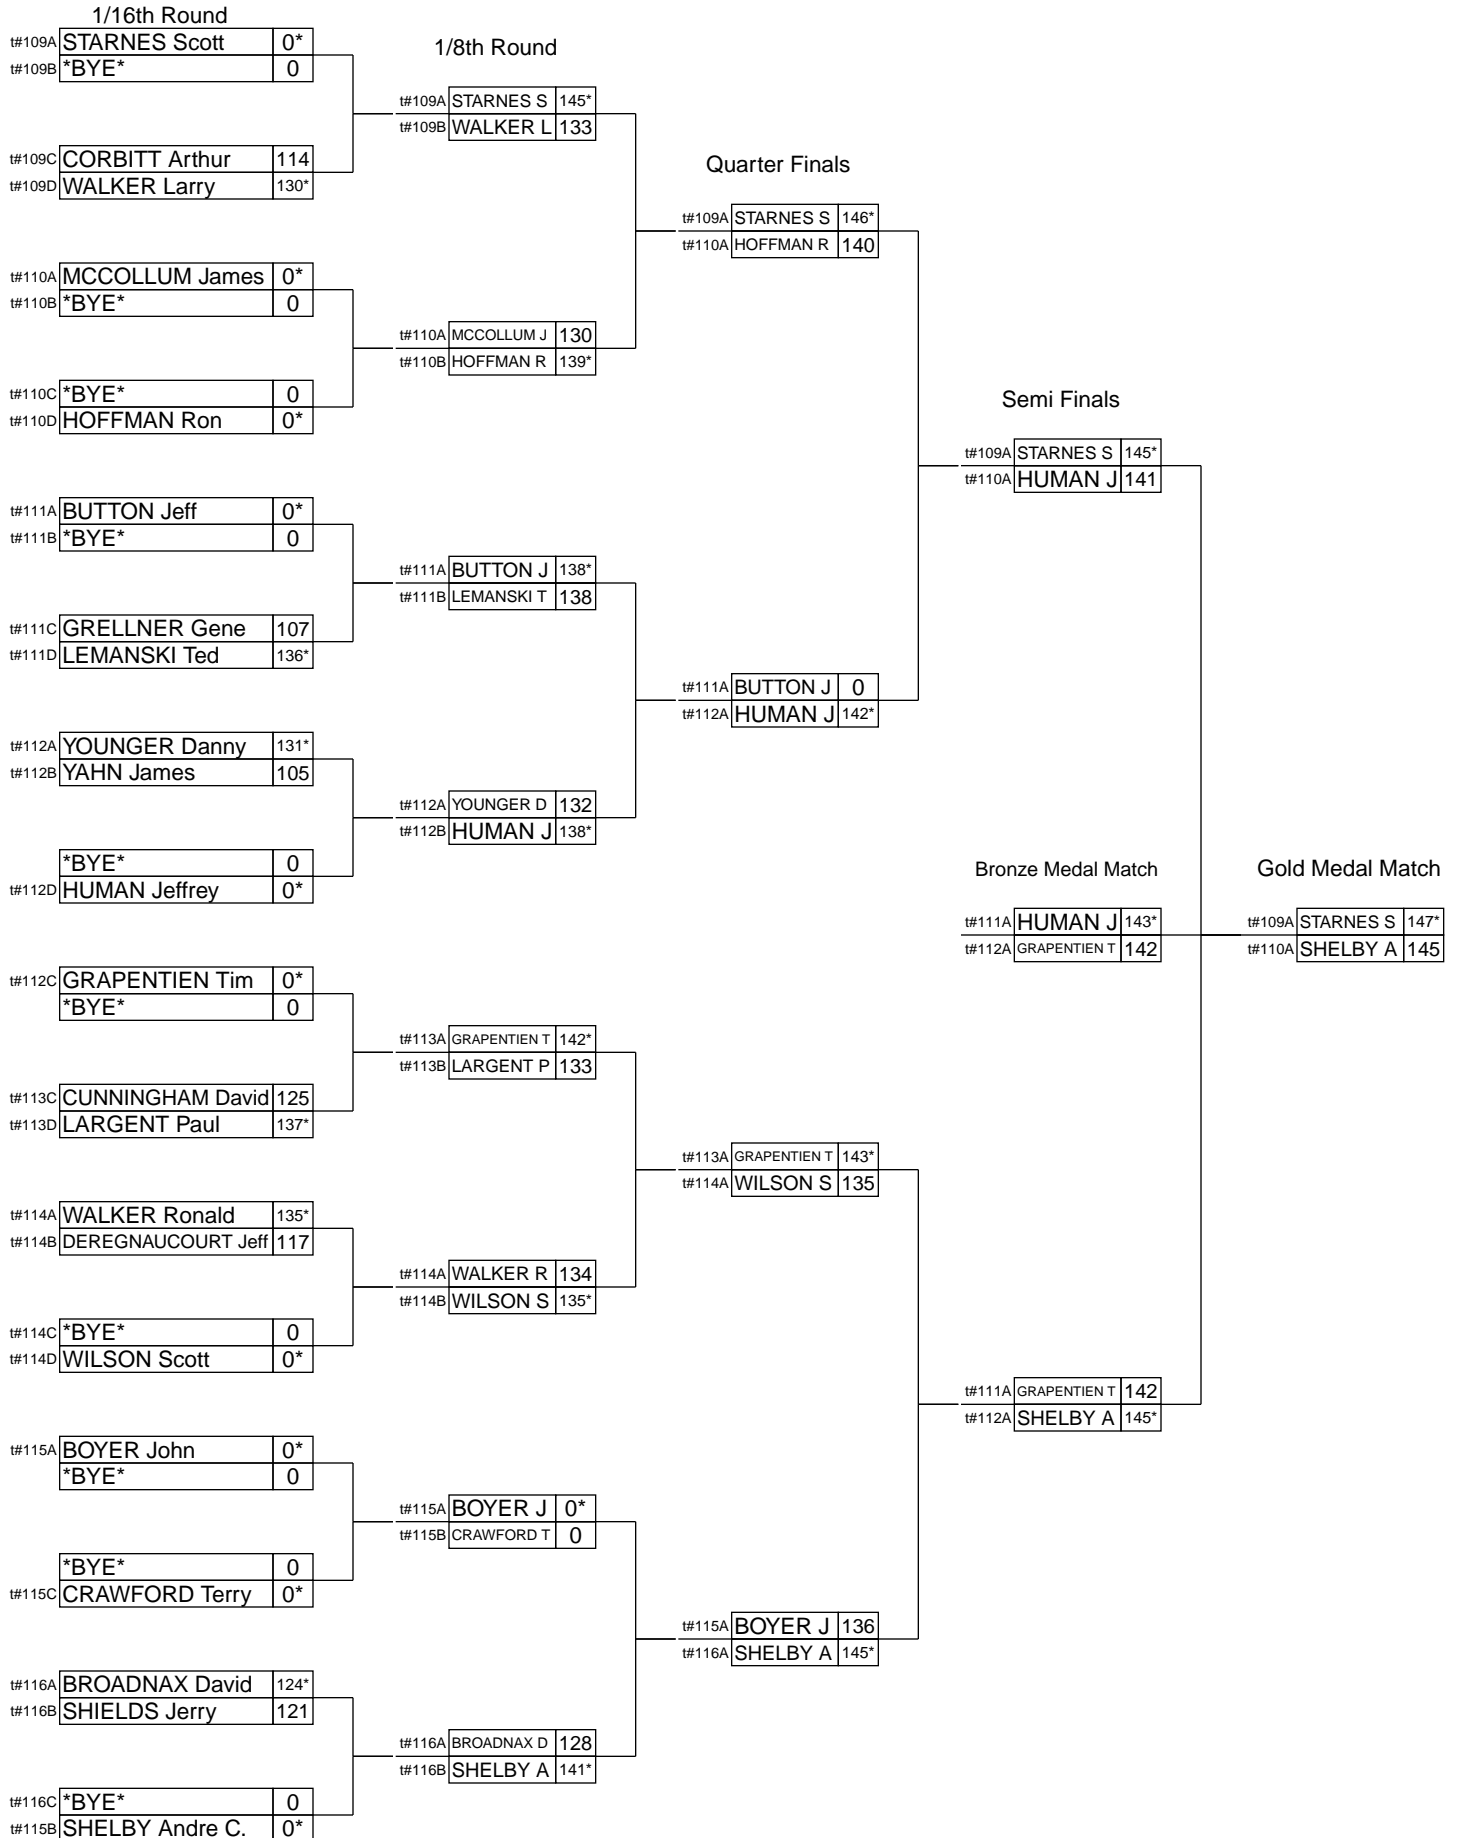 1/16th Round
t#109A STARNES Scott 0*
t#109B *BYE* 0
t#109C CORBITT Arthur 114
t#109D WALKER Larry 130*
t#110A MCCOLLUM James 0*
t#110B *BYE* 0
t#110C *BYE* 0
t#110D HOFFMAN Ron 0*
t#111A BUTTON Jeff 0*
t#111B *BYE* 0
t#111C GRELLNER Gene 107
t#111D LEMANSKI Ted 136*
t#112A YOUNGER Danny 131*
t#112B YAHN James 105
*BYE* 0
t#112D HUMAN Jeffrey 0*
t#112C GRAPENTIEN Tim 0*
*BYE* 0
t#113C CUNNINGHAM David 125
t#113D LARGENT Paul 137*
t#114A WALKER Ronald 135*
t#114B DEREGNAUCOURT Jeff 117
t#114C *BYE* 0
t#114D WILSON Scott 0*
t#115A BOYER John 0*
*BYE* 0
*BYE* 0
t#115C CRAWFORD Terry 0*
t#116A BROADNAX David 124*
t#116B SHIELDS Jerry 121
t#116C *BYE* 0
t#115B SHELBY Andre C. 0*
1/8th Round
t#109A STARNES S 145*
t#109B WALKER L 133
t#110A MCCOLLUM J 130
t#110B HOFFMAN R 139*
t#111A BUTTON J 138*
t#111B LEMANSKI T 138
t#112A YOUNGER D 132
t#112B HUMAN J 138*
t#113A GRAPENTIEN T 142*
t#113B LARGENT P 133
t#114A WALKER R 134
t#114B WILSON S 135*
t#115A BOYER J 0*
t#115B CRAWFORD T 0
t#116A BROADNAX D 128
t#116B SHELBY A 141*
Quarter Finals
t#109A STARNES S 146*
t#110A HOFFMAN R 140
t#111A BUTTON J 0
t#112A HUMAN J 142*
t#113A GRAPENTIEN T 143*
t#114A WILSON S 135
t#115A BOYER J 136
t#116A SHELBY A 145*
Semi Finals
t#109A STARNES S 145*
t#110A HUMAN J 141
t#111A GRAPENTIEN T 142
t#112A SHELBY A 145*
Bronze Medal Match
t#111A HUMAN J 143*
t#112A GRAPENTIEN T 142
Gold Medal Match
t#109A STARNES S 147*
t#110A SHELBY A 145